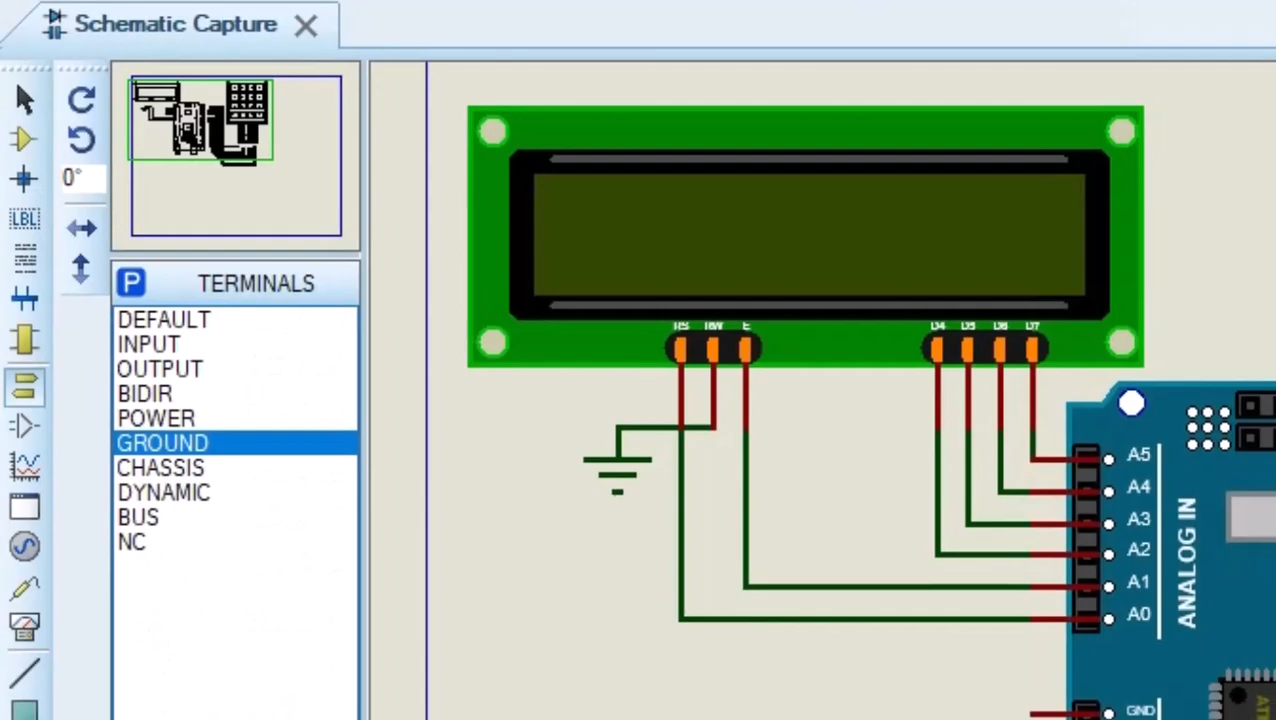 Schematic Capture
0°
LBL
P TERMINALS
DEFAULT
INPUT
OUTPUT
BIDIR
POWER
GROUND
CHASSIS
DYNAMIC
BUS
NC
RS RW E D4 D5 D6 D7
A5
A4
A3
A2
A1
A0
ANALOG IN
GND